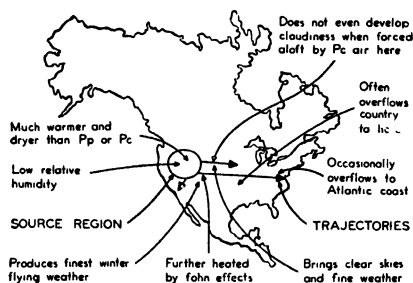 Does not even develop
cloudiness when forced
aloft by Pc air here
Often
overflows
country
to
Much warmer and
dryer than Pp or Pc
Low relative
humidity
Occasionally
overflows to
Atlantic coast
SOURCE REGION
TRAJECTORIES
Produces finest winter
flying weather
Further heated
by fohn effects
Brings clear skies
and fine weather